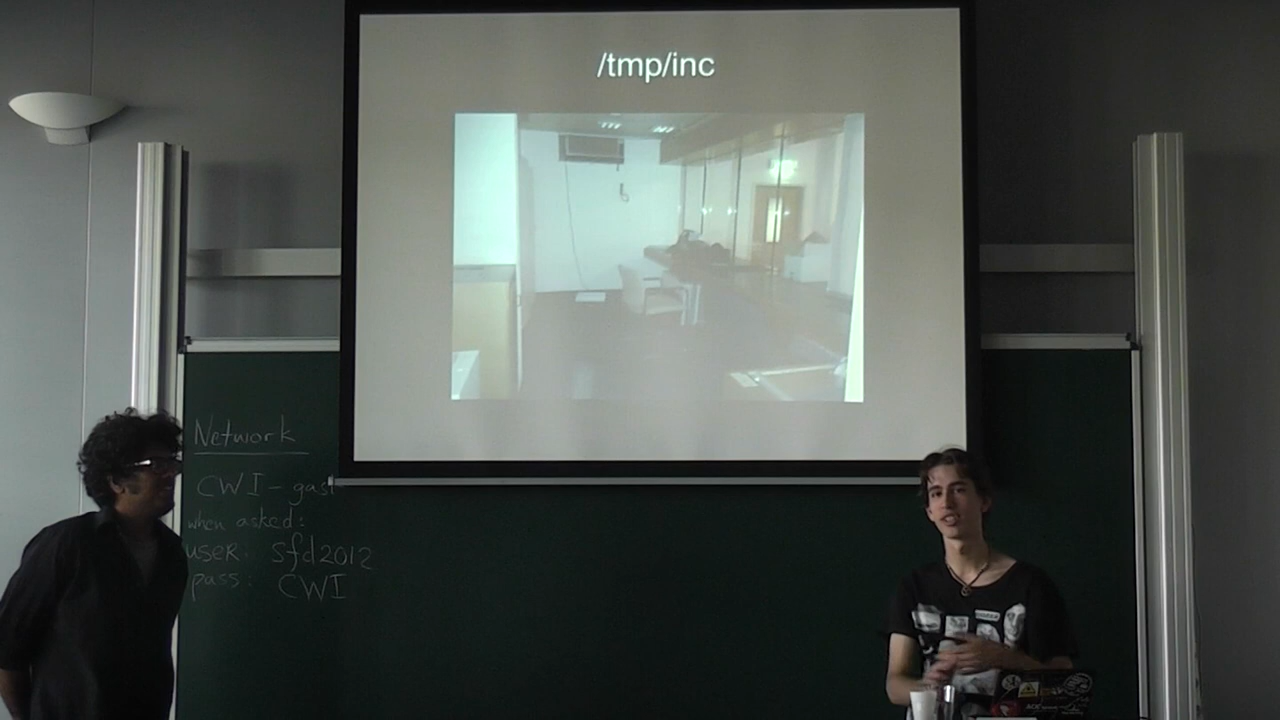 /tmp/inc
Network
CWI - gast
when asked:
user: sfd2012
pass: CWI